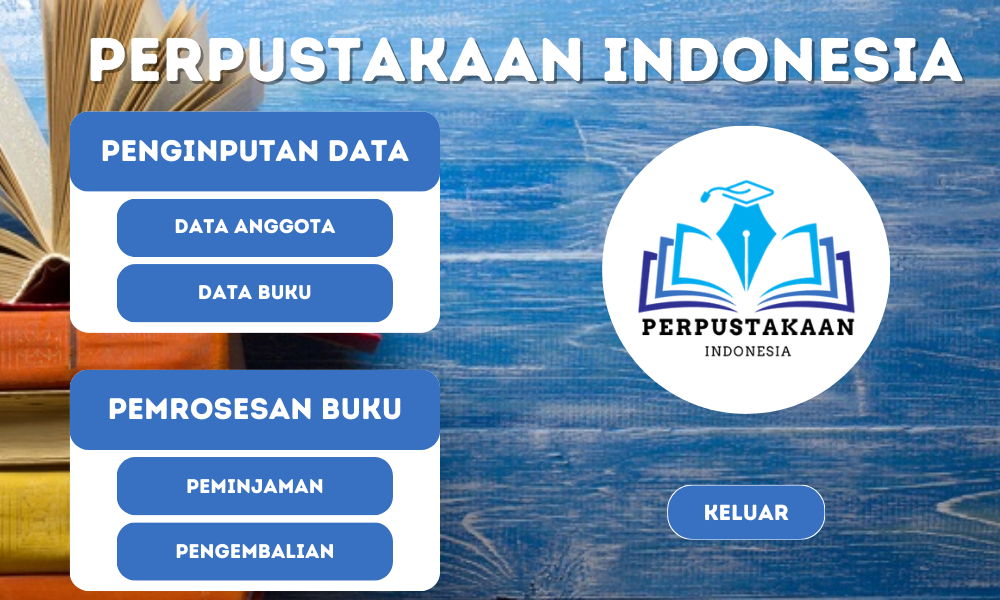 PERPUSTAKAAN INDONESIA
PENGINPUTAN DATA
DATA ANGGOTA
DATA BUKU
PEMROSESAN BUKU
PEMINJAMAN
PENGEMBALIAN
PERPUSTAKAAN
INDONESIA
KELUAR